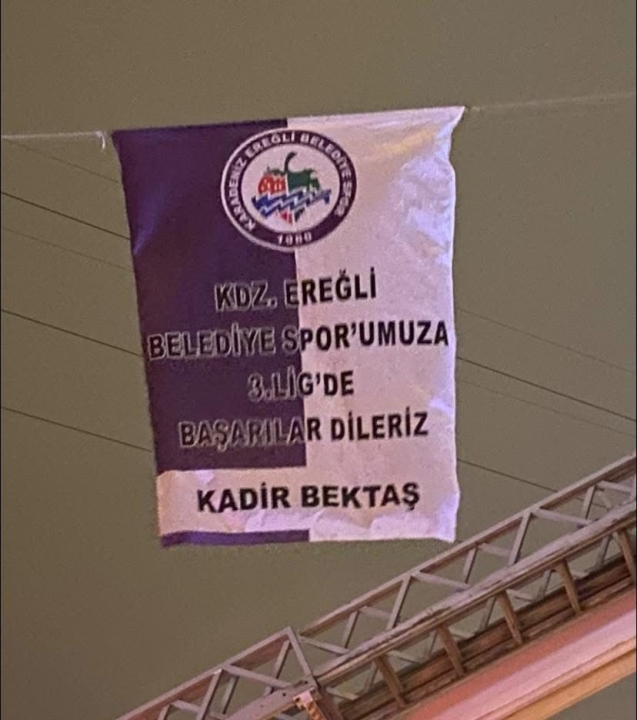 KARADENİZ EREĞLİ BELEDİYE SPOR
KDZ. EREĞLİ
BELEDİYE SPOR'UMUZA
3.LİG'DE
BAŞARILAR DİLERİZ
KADİR BEKTAŞ